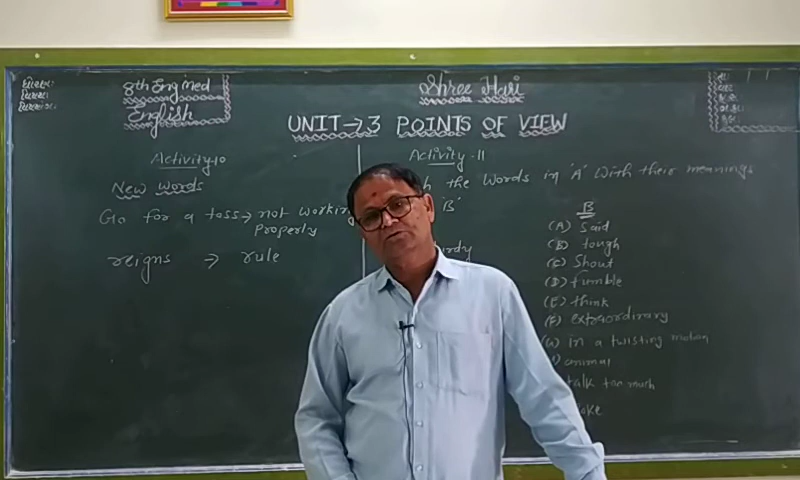 ધોરણઃ
વિષયઃ
8th Eng Med
English
Shree Hari
UNIT→3 POINTS OF VIEW
Activity-10
New Words
Go for a toss → not working
Properly
reigns → rule
Activity-11
the words in 'A' with their meanings
'B'
B
(A) Said
(B) tough
(C) Shout
(D) fumble
(E) think
(F) extraordinary
(G) in a twisting motion
animal
talk too much